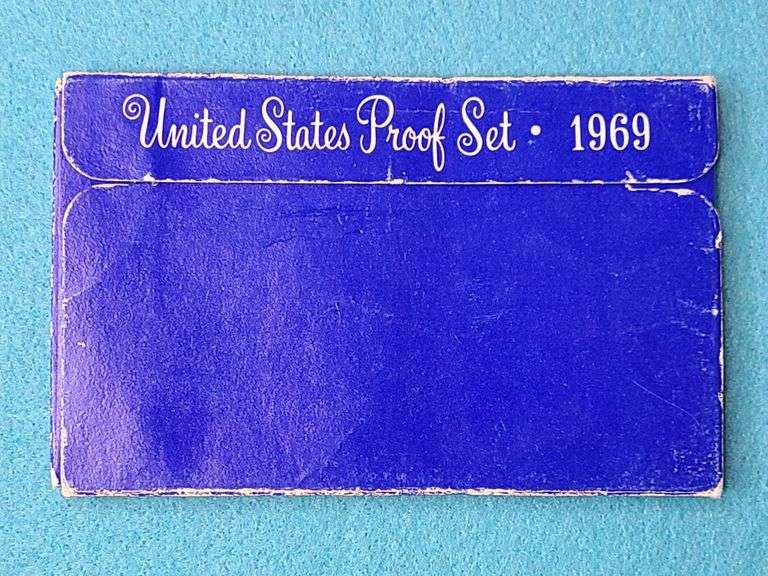 United States Proof Set • 1969